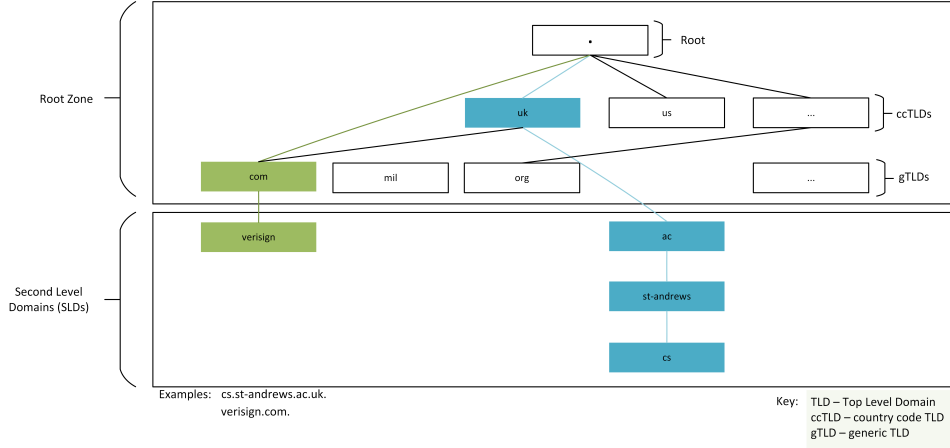 .
Root
Root Zone
uk
us
...
ccTLDs
com
mil
org
...
gTLDs
verisign
ac
Second Level
Domains (SLDs)
st-andrews
cs
Examples: cs.st-andrews.ac.uk.
verisign.com.
Key: TLD – Top Level Domain
ccTLD – country code TLD
gTLD – generic TLD